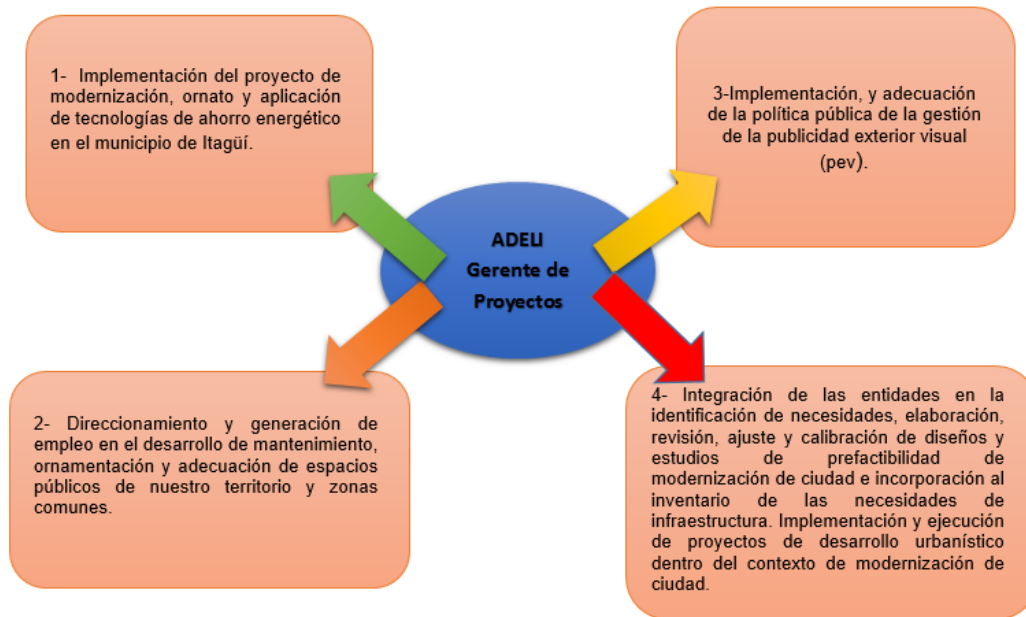 1- Implementación del proyecto de
modernización, ornato y aplicación
de tecnologías de ahorro energético
en el municipio de Itagüí.
3-Implementación, y adecuación
de la política pública de la gestión
de la publicidad exterior visual
(pev).
ADELI
Gerente de
Proyectos
2- Direccionamiento y generación de
empleo en el desarrollo de mantenimiento,
ornamentación y adecuación de espacios
públicos de nuestro territorio y zonas
comunes.
4- Integración de las entidades en la
identificación de necesidades, elaboración,
revisión, ajuste y calibración de diseños y
estudios de prefactibilidad de
modernización de ciudad e incorporación al
inventario de las necesidades de
infraestructura. Implementación y ejecución
de proyectos de desarrollo urbanístico
dentro del contexto de modernización de
ciudad.